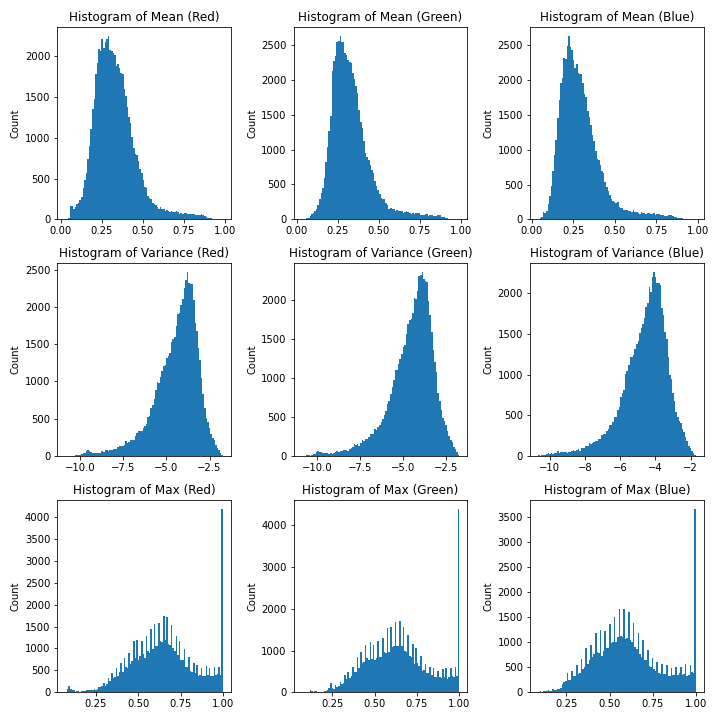 Histogram of Mean (Red) Histogram of Mean (Green) Histogram of Mean (Blue)
2000 2500 2500
1500 2000 2000
1000 1500 1500
500 1000 1000
0 500 500
0 0
Count Count Count
0.00 0.25 0.50 0.75 1.00 0.00 0.25 0.50 0.75 1.00 0.00 0.25 0.50 0.75 1.00
Histogram of Variance (Red) Histogram of Variance (Green) Histogram of Variance (Blue)
2500 2000 2000
2000 1500 1500
1500 1000 1000
1000 500 500
500 0 0
0
Count Count Count
−10.0 −7.5 −5.0 −2.5 −10.0 −7.5 −5.0 −2.5 −10 −8 −6 −4 −2
Histogram of Max (Red) Histogram of Max (Green) Histogram of Max (Blue)
4000 4000 3500
3500 3000 3000
3000 2000 2500
2500 1000 2000
2000 0 1500
1500 1000
1000 500
500 0
0
Count Count Count
0.25 0.50 0.75 1.00 0.25 0.50 0.75 1.00 0.25 0.50 0.75 1.00